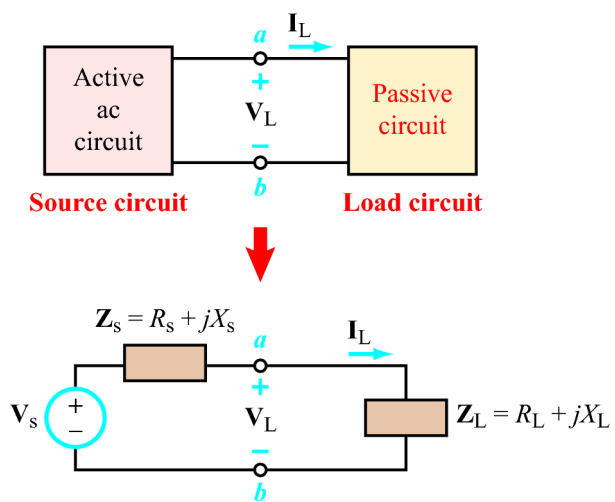 a
I_L
Active
ac
circuit
+
V_L
−
b
Passive
circuit
Source circuit
Load circuit
Z_s = R_s + jX_s
a
I_L
V_s
+
−
+
V_L
−
b
Z_L = R_L + jX_L